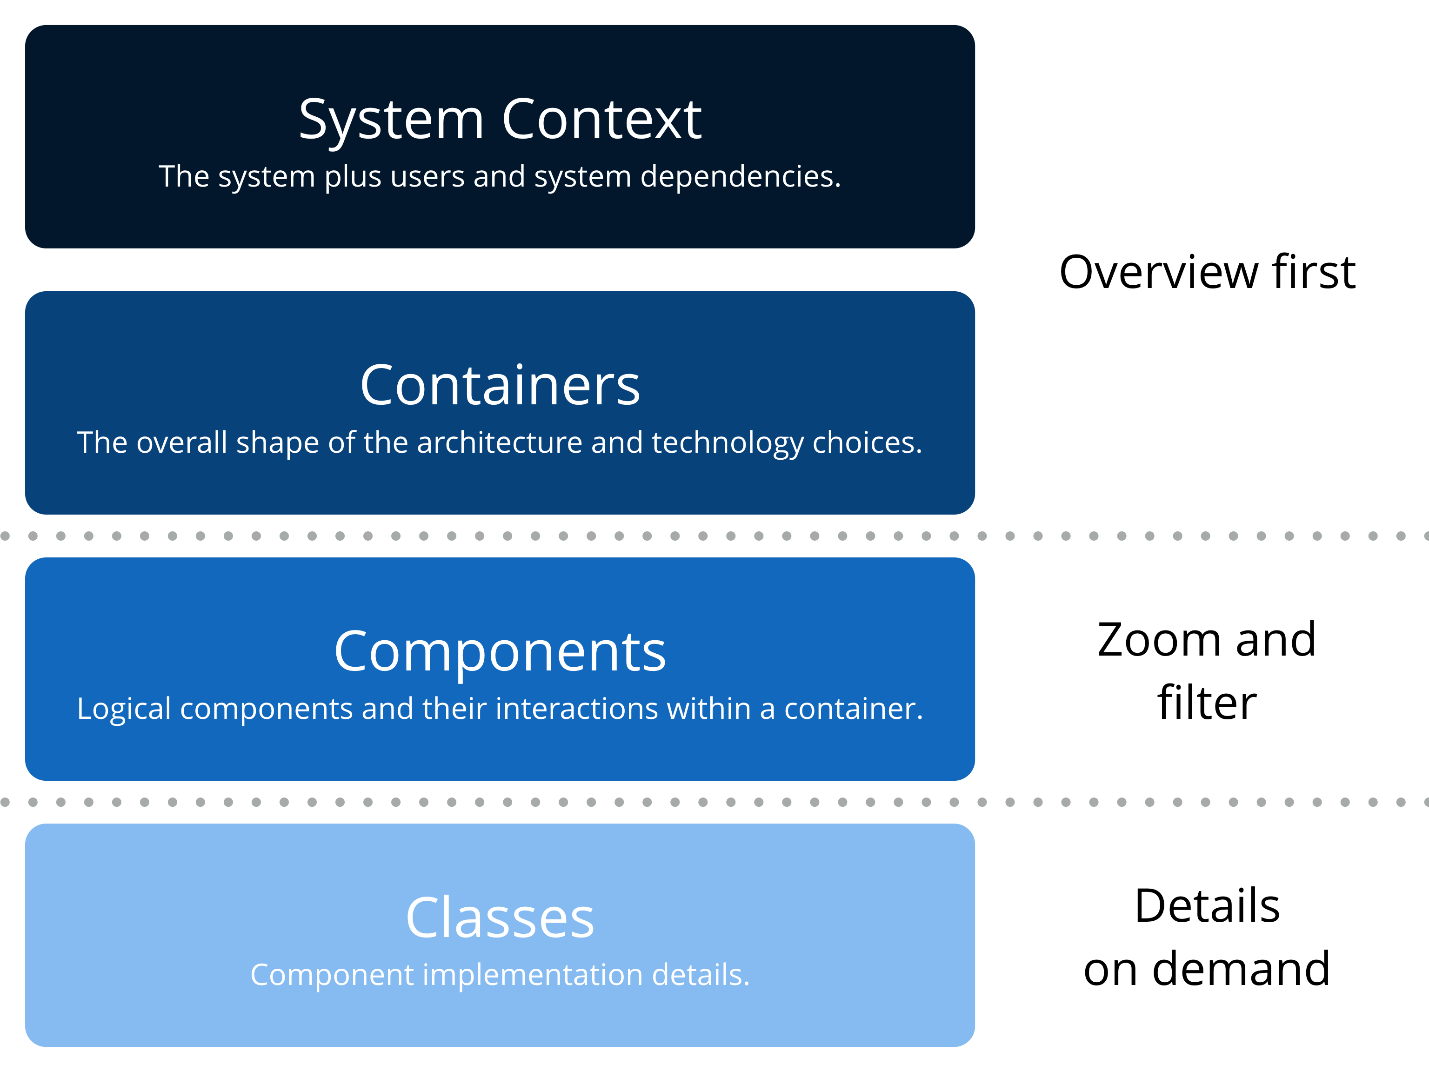 System Context
The system plus users and system dependencies.
Overview first
Containers
The overall shape of the architecture and technology choices.
Components
Logical components and their interactions within a container.
Zoom and
filter
Classes
Component implementation details.
Details
on demand